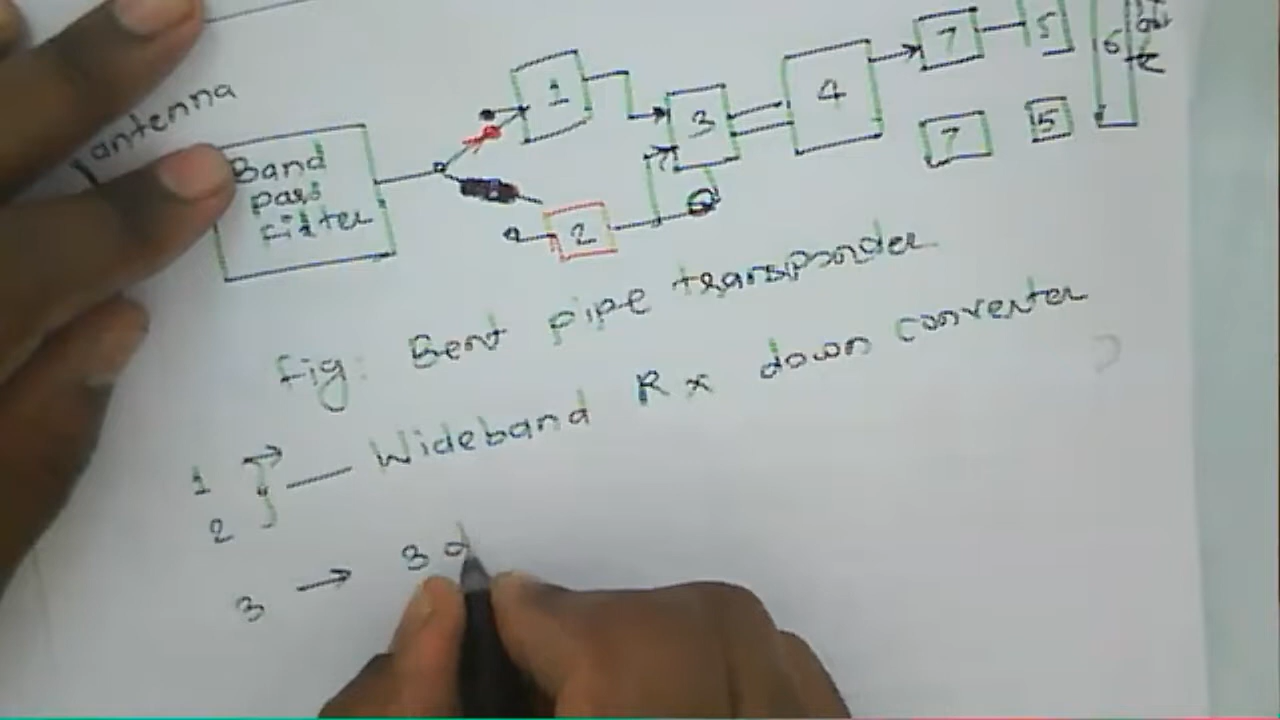 antenna
Band
pass
filter
1
2
3
4
7
5
6
7
5
fig: Bent pipe transponder
1
2
Wideband Rx down converter
3 → 3 d